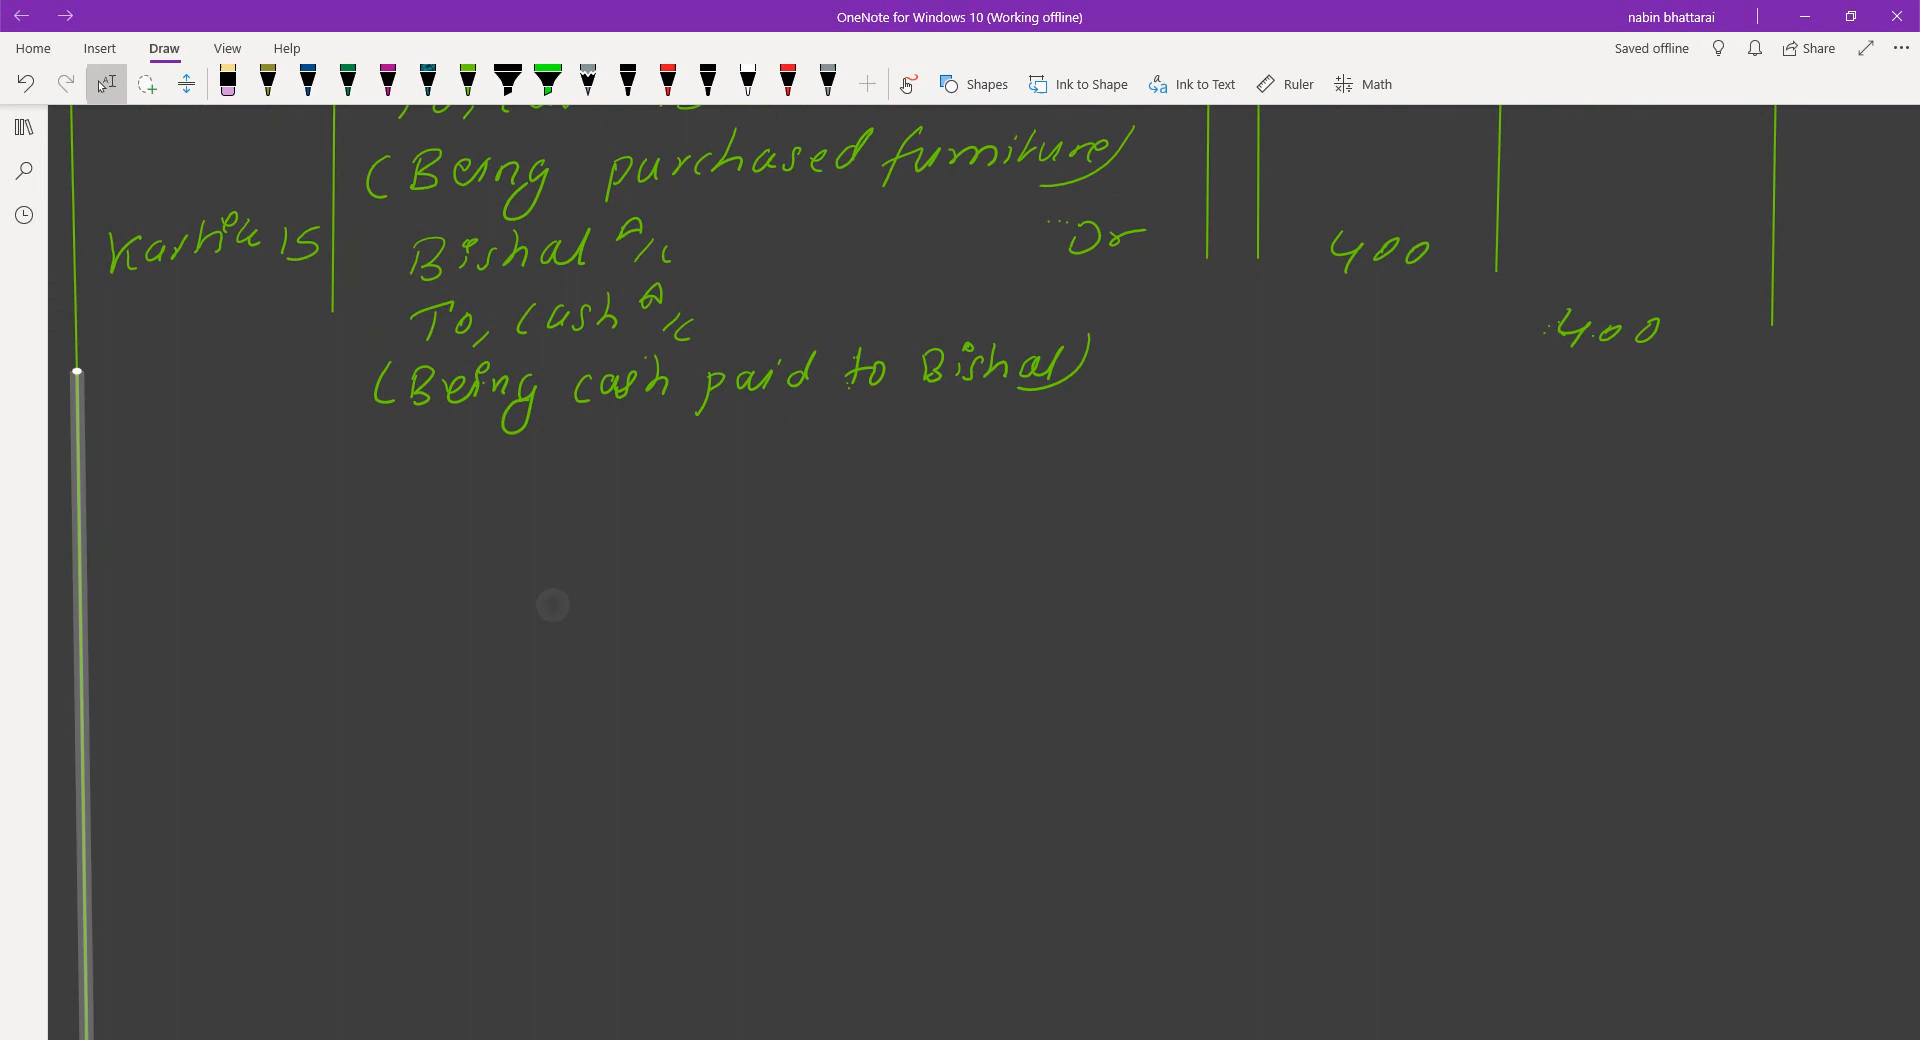 OneNote for Windows 10 (Working offline)
nabin bhattarai
Home Insert Draw View Help
Saved offline Share
Shapes Ink to Shape Ink to Text Ruler Math
(Being purchased furniture)
Kartik 15 Bishal A/c ...Dr 400
To, Cash A/c 400
(Being cash paid to Bishal)